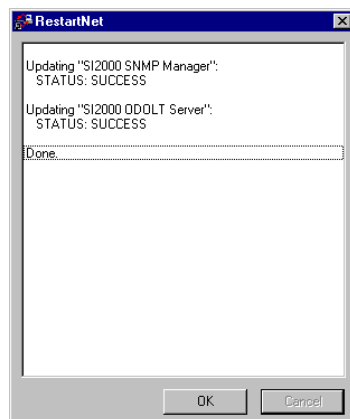 RestartNet
Updating "SI2000 SNMP Manager":
STATUS: SUCCESS
Updating "SI2000 ODOLT Server":
STATUS: SUCCESS
Done.
OK
Cancel